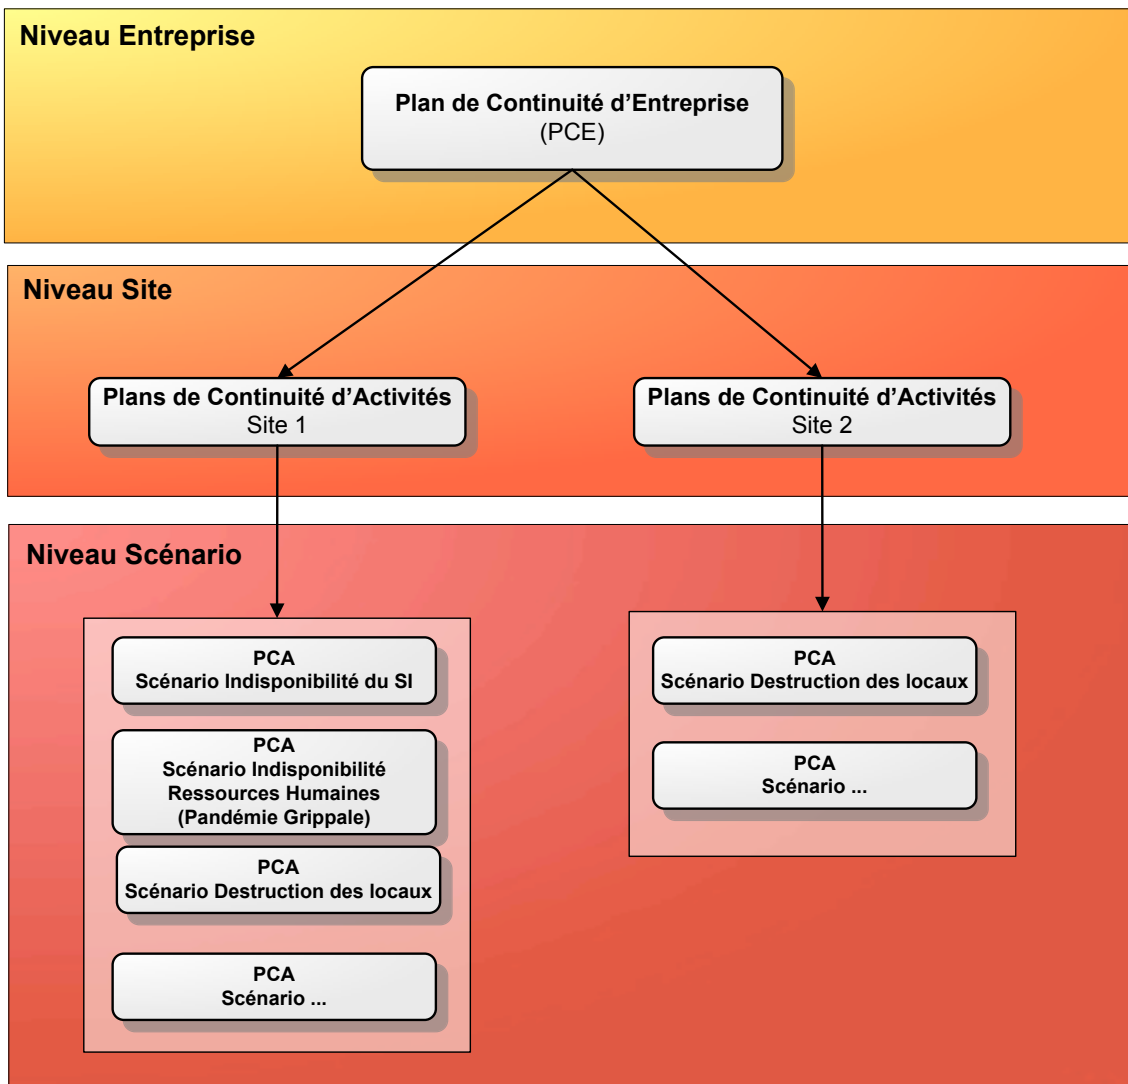 Niveau Entreprise
Plan de Continuité d’Entreprise
(PCE)
Niveau Site
Plans de Continuité d’Activités
Site 1
Plans de Continuité d’Activités
Site 2
Niveau Scénario
PCA
Scénario Indisponibilité du SI
PCA
Scénario Indisponibilité
Ressources Humaines
(Pandémie Grippale)
PCA
Scénario Destruction des locaux
PCA
Scénario ...
PCA
Scénario Destruction des locaux
PCA
Scénario ...